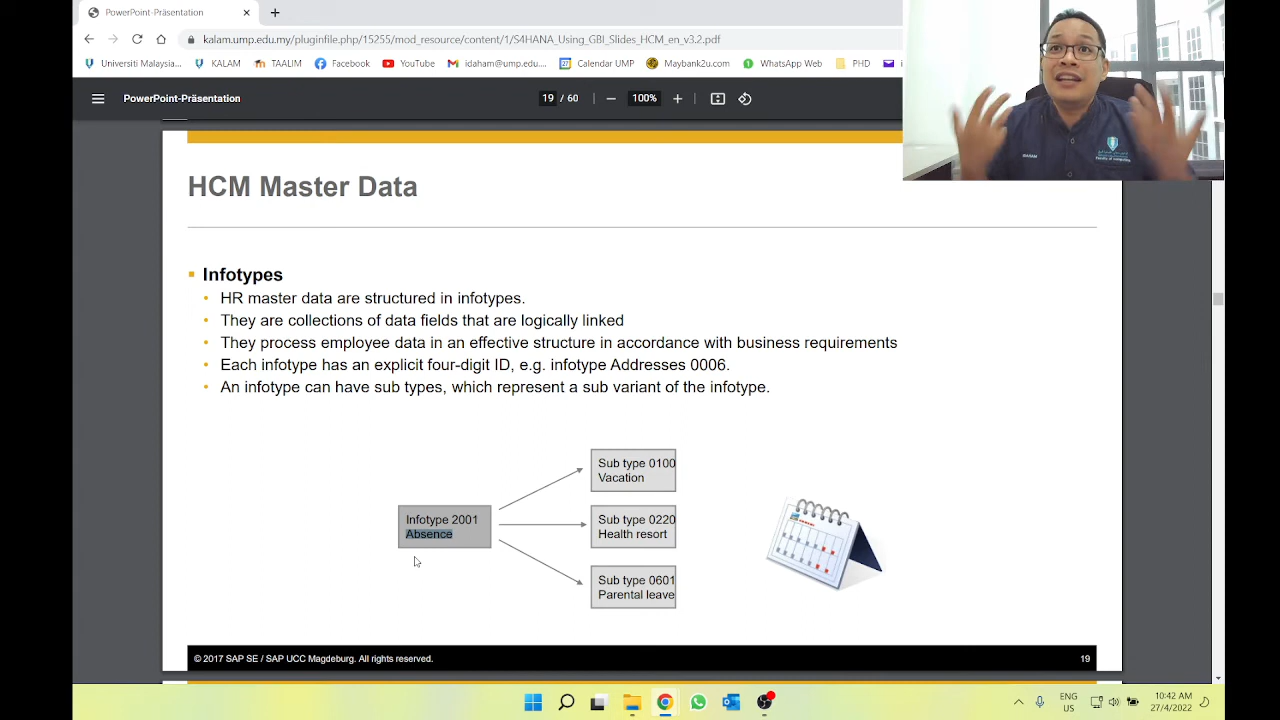 PowerPoint-Präsentation
kalam.ump.edu.my/pluginfile.php/15255/mod_resource/content/1/S4HANA_Using_GBI_Slides_HCM_en_v3.2.pdf
Universiti Malaysia... KALAM TAALIM Facebook YouTube Calendar UMP Maybank2u.com WhatsApp Web PHD
PowerPoint-Präsentation 19 / 60 100%
HCM Master Data
Infotypes
• HR master data are structured in infotypes.
• They are collections of data fields that are logically linked
• They process employee data in an effective structure in accordance with business requirements
• Each infotype has an explicit four-digit ID, e.g. infotype Addresses 0006.
• An infotype can have sub types, which represent a sub variant of the infotype.
Sub type 0100
Vacation
Infotype 2001
Absence
Sub type 0220
Health resort
Sub type 0601
Parental leave
© 2017 SAP SE / SAP UCC Magdeburg. All rights reserved. 19
ENG
US
10:42 AM
27/4/2022